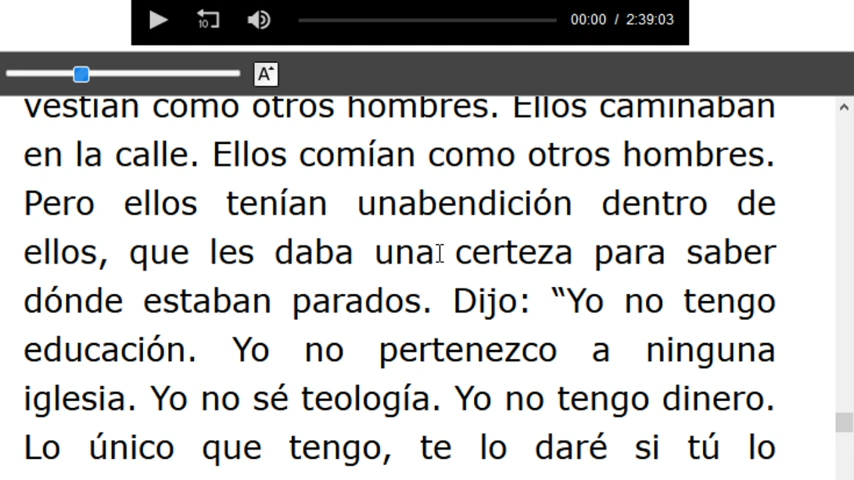 10
00:00 / 2:39:03
A
vestían como otros hombres. Ellos caminaban
en la calle. Ellos comían como otros hombres.
Pero ellos tenían unabendición dentro de
ellos, que les daba una certeza para saber
dónde estaban parados. Dijo: “Yo no tengo
educación. Yo no pertenezco a ninguna
iglesia. Yo no sé teología. Yo no tengo dinero.
Lo único que tengo, te lo daré si tú lo